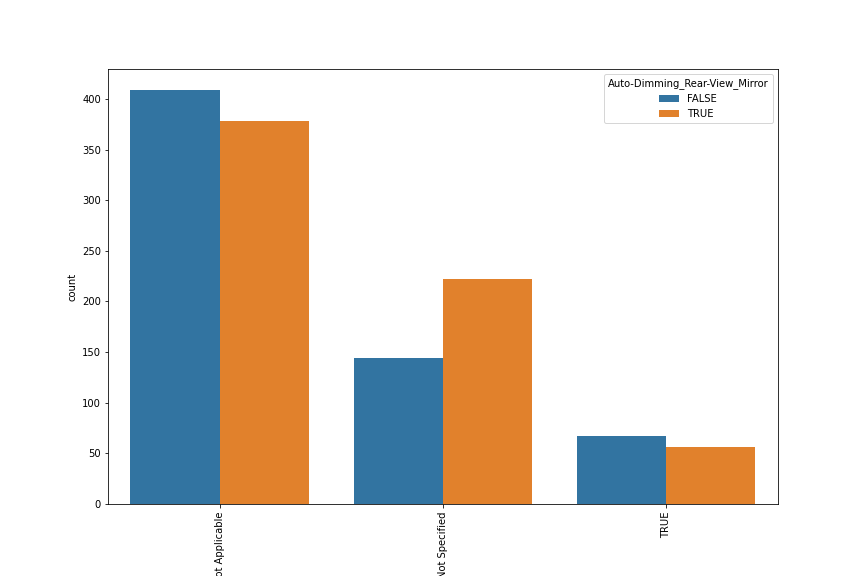 Auto-Dimming_Rear-View_Mirror
FALSE
TRUE
400
350
300
250
200
150
100
50
0
count
ot Applicable
Not Specified
TRUE